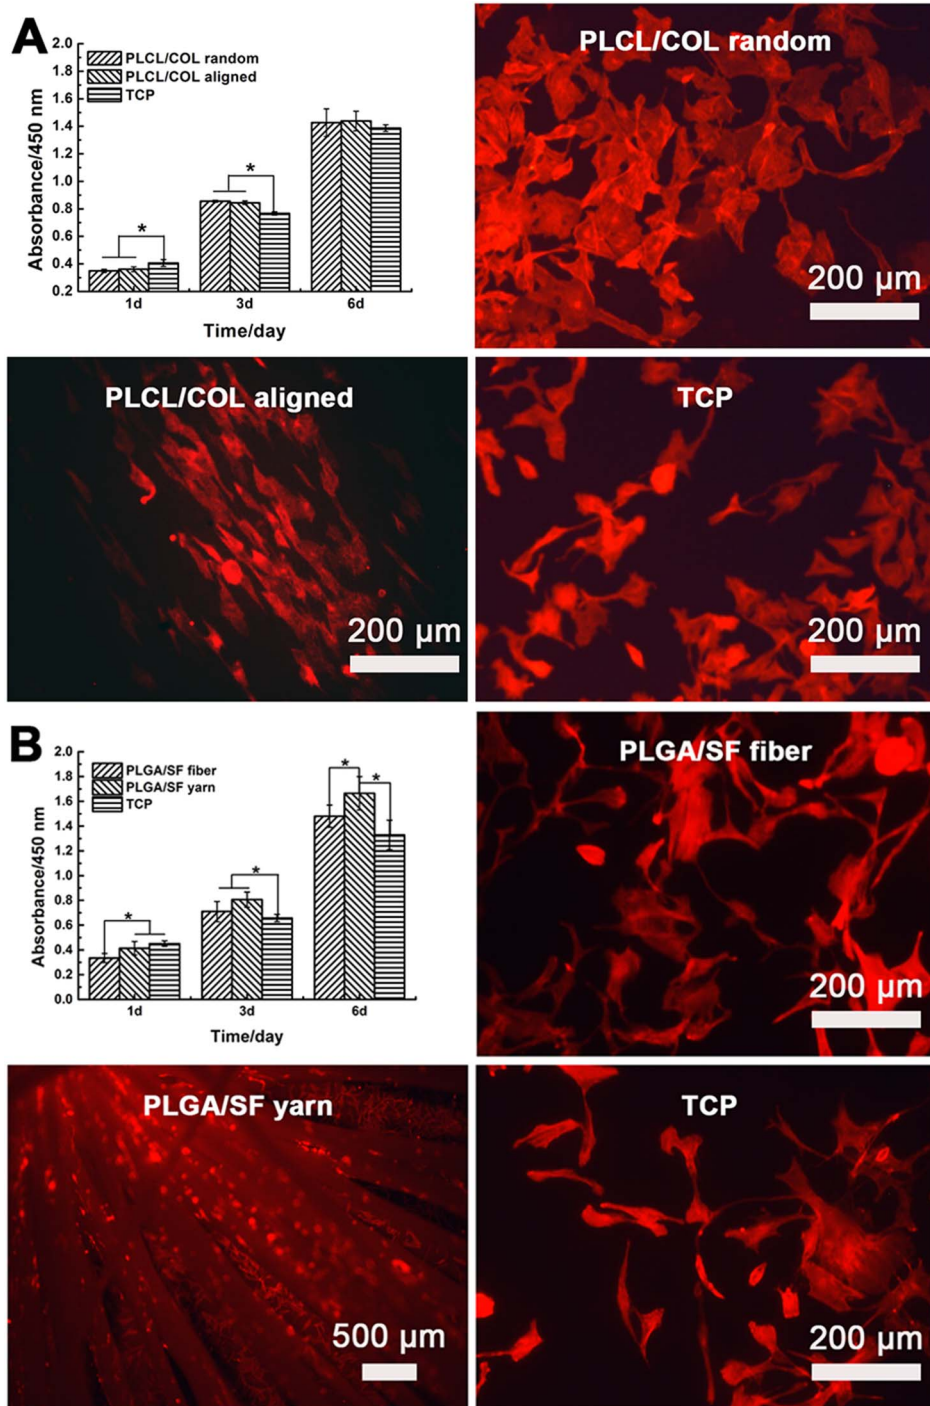 A
2.0
1.8
1.6
1.4
1.2
1.0
0.8
0.6
0.4
0.2
Absorbance/450 nm
PLCL/COL random
PLCL/COL aligned
TCP
*
*
1d 3d 6d
Time/day
PLCL/COL random
200 µm
PLCL/COL aligned
200 µm
TCP
200 µm
B
2.0
1.8
1.6
1.4
1.2
1.0
0.8
0.6
0.4
0.2
0.0
Absorbance/450 nm
PLGA/SF fiber
PLGA/SF yarn
TCP
*
*
*
*
1d 3d 6d
Time/day
PLGA/SF fiber
200 µm
PLGA/SF yarn
500 µm
TCP
200 µm